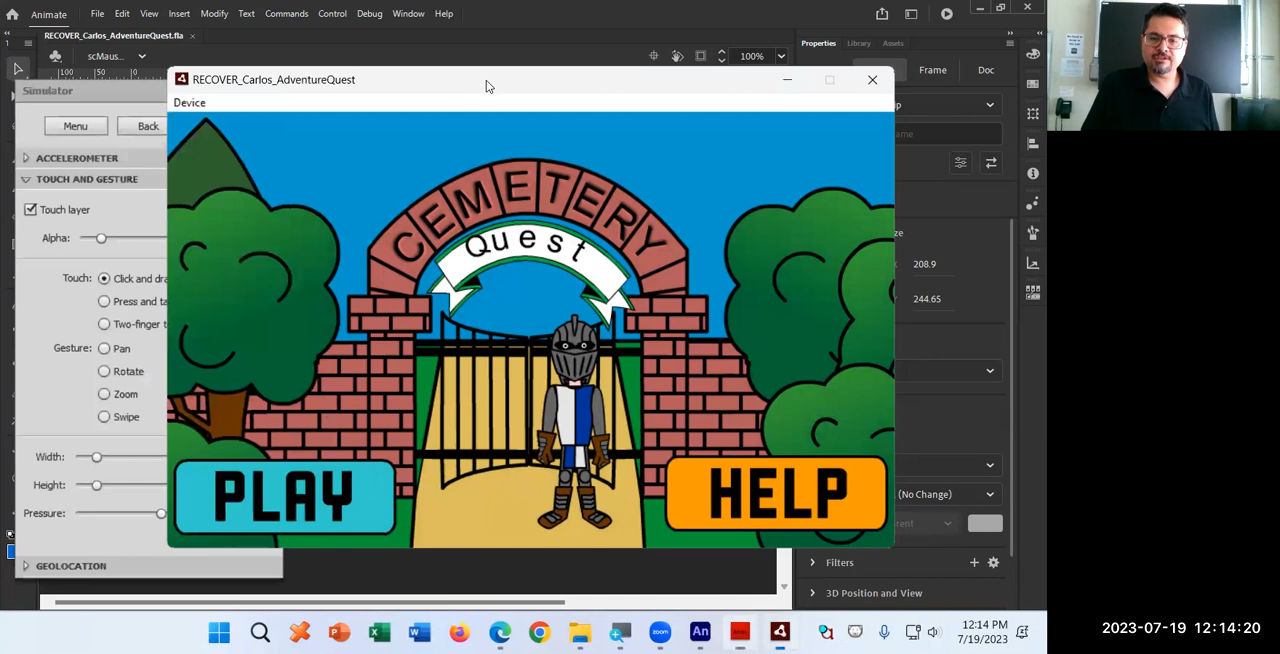 Animate
File Edit View Insert Modify Text Commands Control Debug Window Help
RECOVER_Carlos_AdventureQuest.fla
scMaus...
100%
Properties Library Assets
100 50 0
RECOVER_Carlos_AdventureQuest
Frame Doc
Simulator
Device
Menu Back
ACCELEROMETER
TOUCH AND GESTURE
Touch layer
Alpha:
Touch: Click and dra
Press and ta
Two-finger t
Gesture: Pan
Rotate
Zoom
Swipe
Width:
Height:
Pressure:
GEOLOCATION
CEMETERY
Quest
PLAY
HELP
208.9
244.65
(No Change)
Filters
3D Position and View
12:14 PM
7/19/2023
2023-07-19 12:14:20